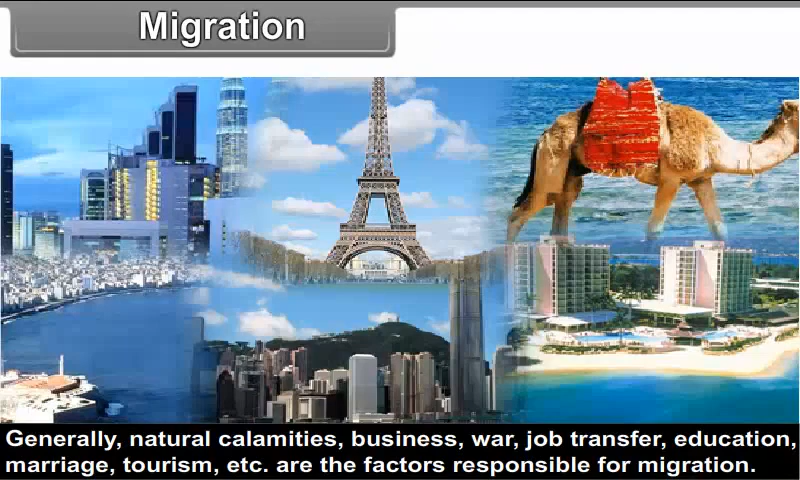 Migration
Generally, natural calamities, business, war, job transfer, education,
marriage, tourism, etc. are the factors responsible for migration.